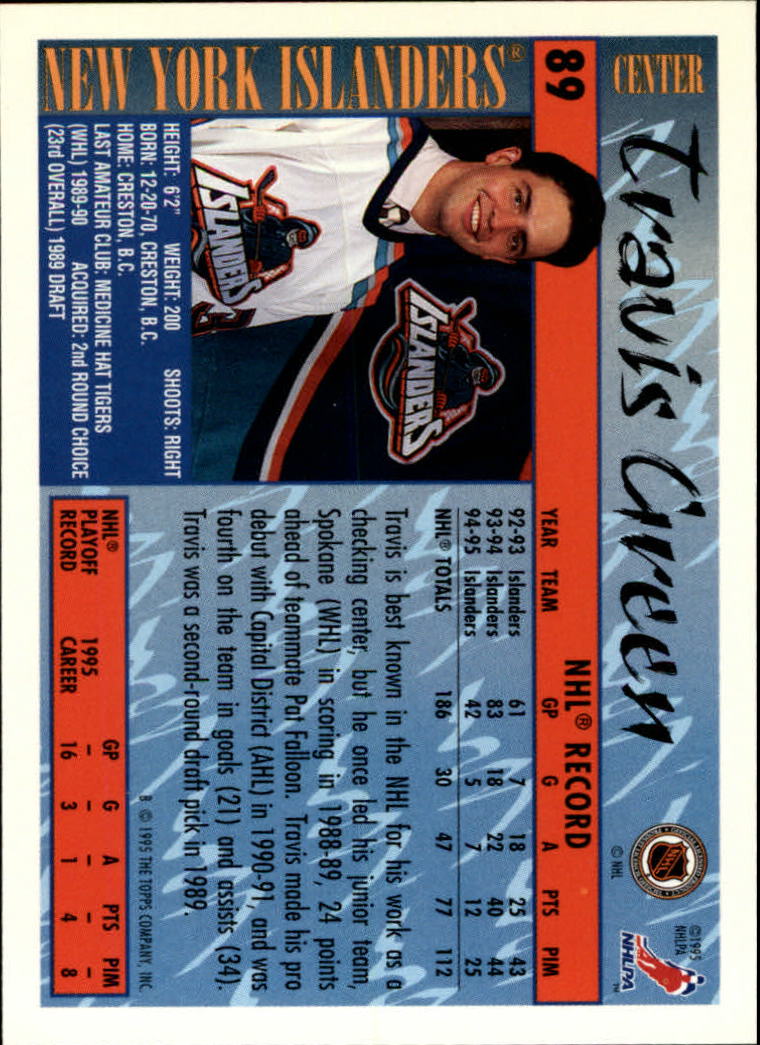 CENTER
Travis Green
© NHL
©1995
NHLPA
NHLPA™
89
NHL® RECORD
YEAR TEAM GP G A PTS PIM
92-93 Islanders 61 7 18 25 43
93-94 Islanders 83 18 22 40 44
94-95 Islanders 42 5 7 12 25
NHL® TOTALS 186 30 47 77 112
Travis is best known in the NHL for his work as a
checking center, but he once led his junior team,
Spokane (WHL) in scoring in 1988-89, 24 points
ahead of teammate Pat Falloon. Travis made his pro
debut with Capital District (AHL) in 1990-91, and was
fourth on the team in goals (21) and assists (34).
Travis was a second-round draft pick in 1989.
B © 1995 THE TOPPS COMPANY, INC.
NHL® PLAYOFF RECORD GP G A PTS PIM
1995 – – – – –
CAREER 16 3 1 4 8
ISLANDERS
ISLANDERS
HEIGHT: 6'2" WEIGHT: 200 SHOOTS: RIGHT
BORN: 12-20-70, CRESTON, B.C.
HOME: CRESTON, B.C.
LAST AMATEUR CLUB: MEDICINE HAT TIGERS
(WHL) 1989-90 ACQUIRED: 2nd ROUND CHOICE
(23rd OVERALL) 1989 DRAFT
NEW YORK ISLANDERS®